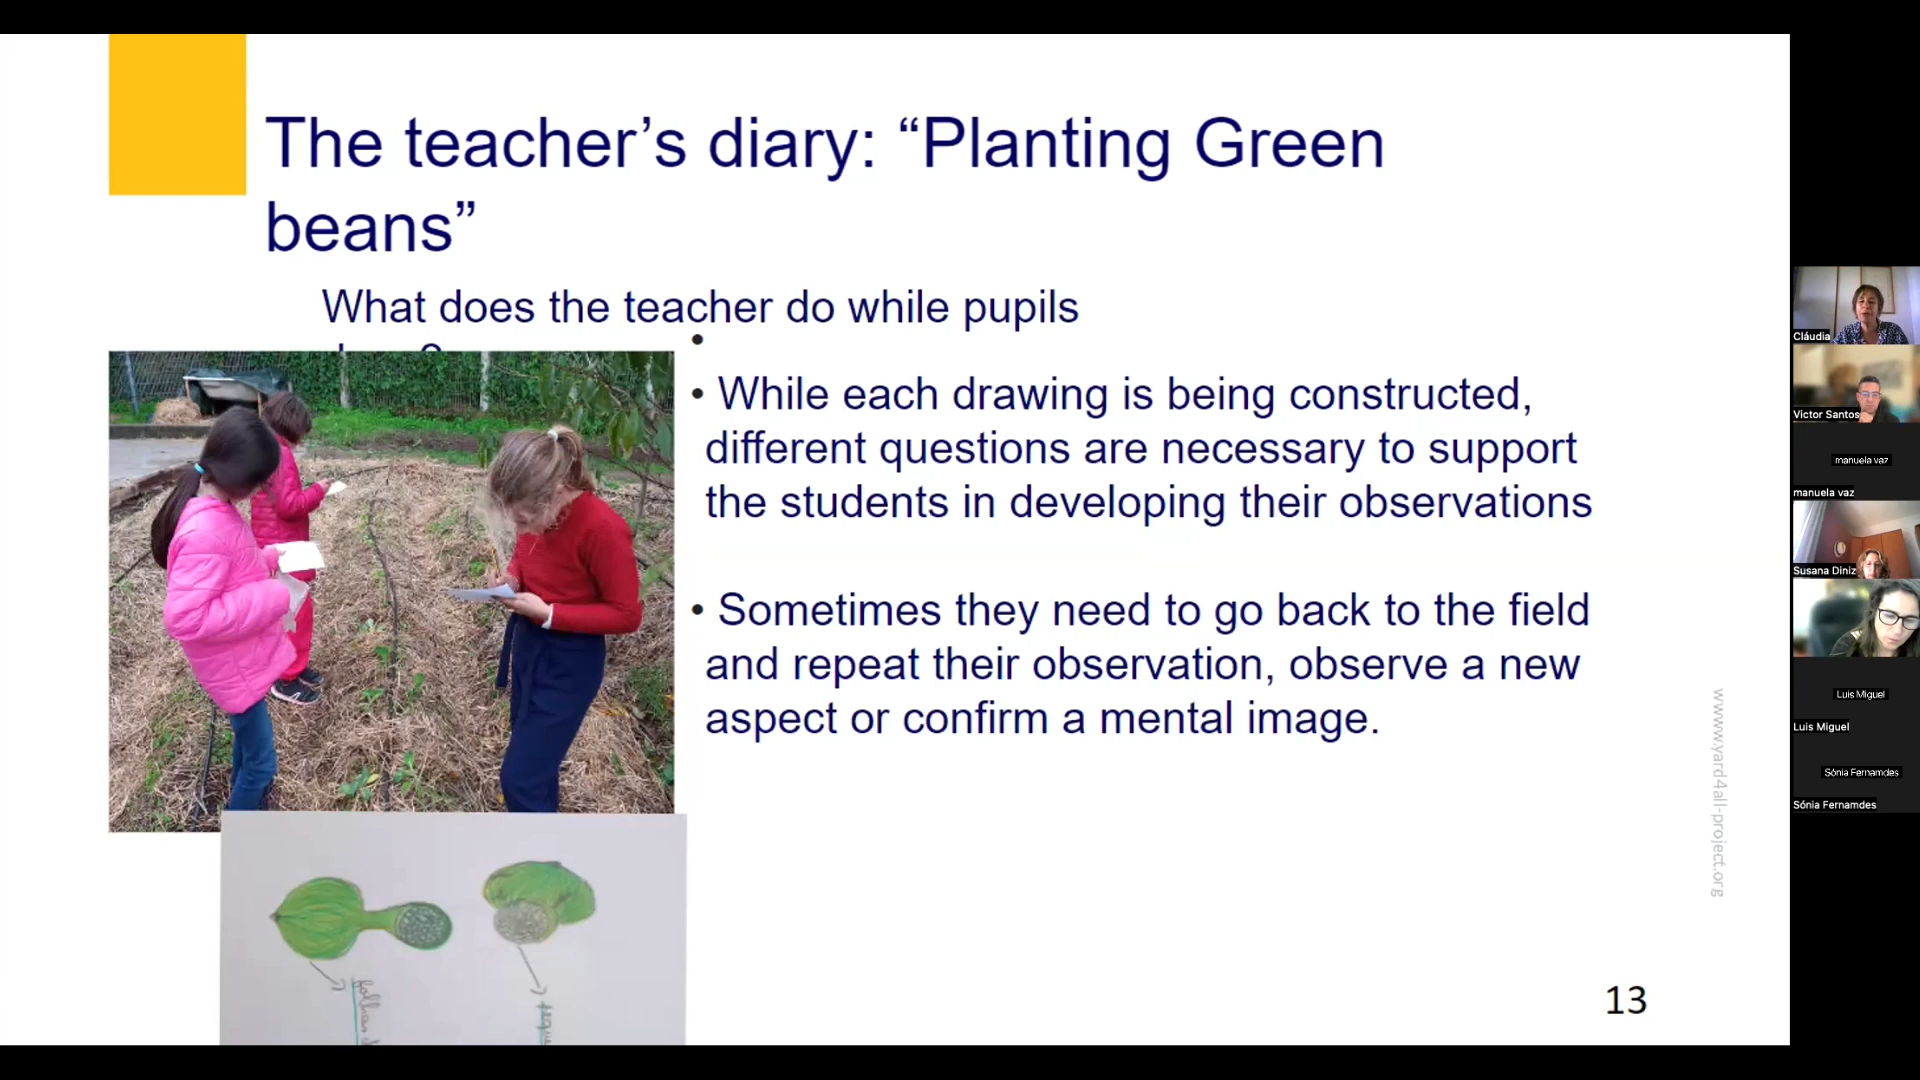 The teacher’s diary: “Planting Green
beans”
What does the teacher do while pupils
• While each drawing is being constructed,
different questions are necessary to support
the students in developing their observations
• Sometimes they need to go back to the field
and repeat their observation, observe a new
aspect or confirm a mental image.
www.yard4all-project.org
13
Cláudia
Victor Santos
manuela vaz
manuela vaz
Susana Diniz
Luis Miguel
Luis Miguel
Sónia Fernamdes
Sónia Fernamdes